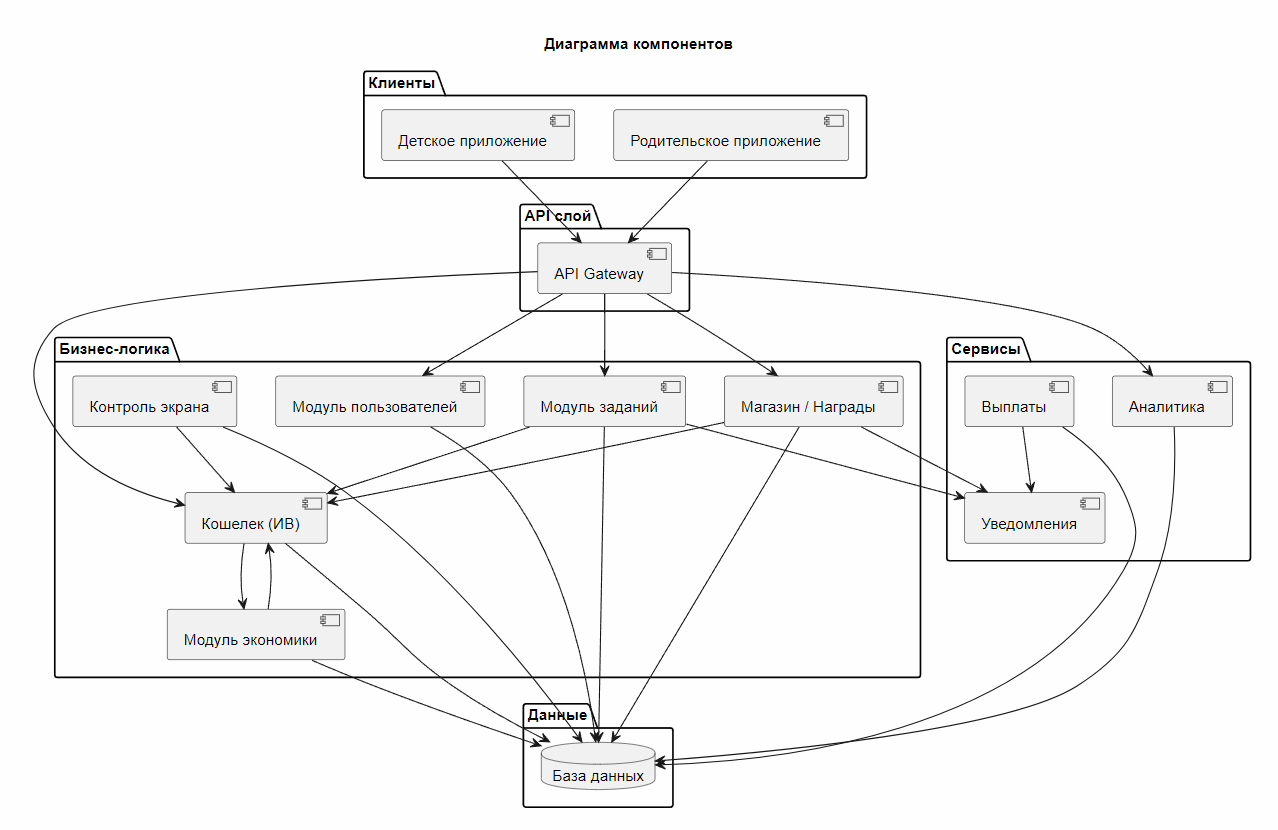 Диаграмма компонентов
Клиенты
Детское приложение
Родительское приложение
API слой
API Gateway
Бизнес-логика
Сервисы
Контроль экрана
Модуль пользователей
Модуль заданий
Магазин / Награды
Выплаты
Аналитика
Кошелек (ИВ)
Уведомления
Модуль экономики
Данные
База данных